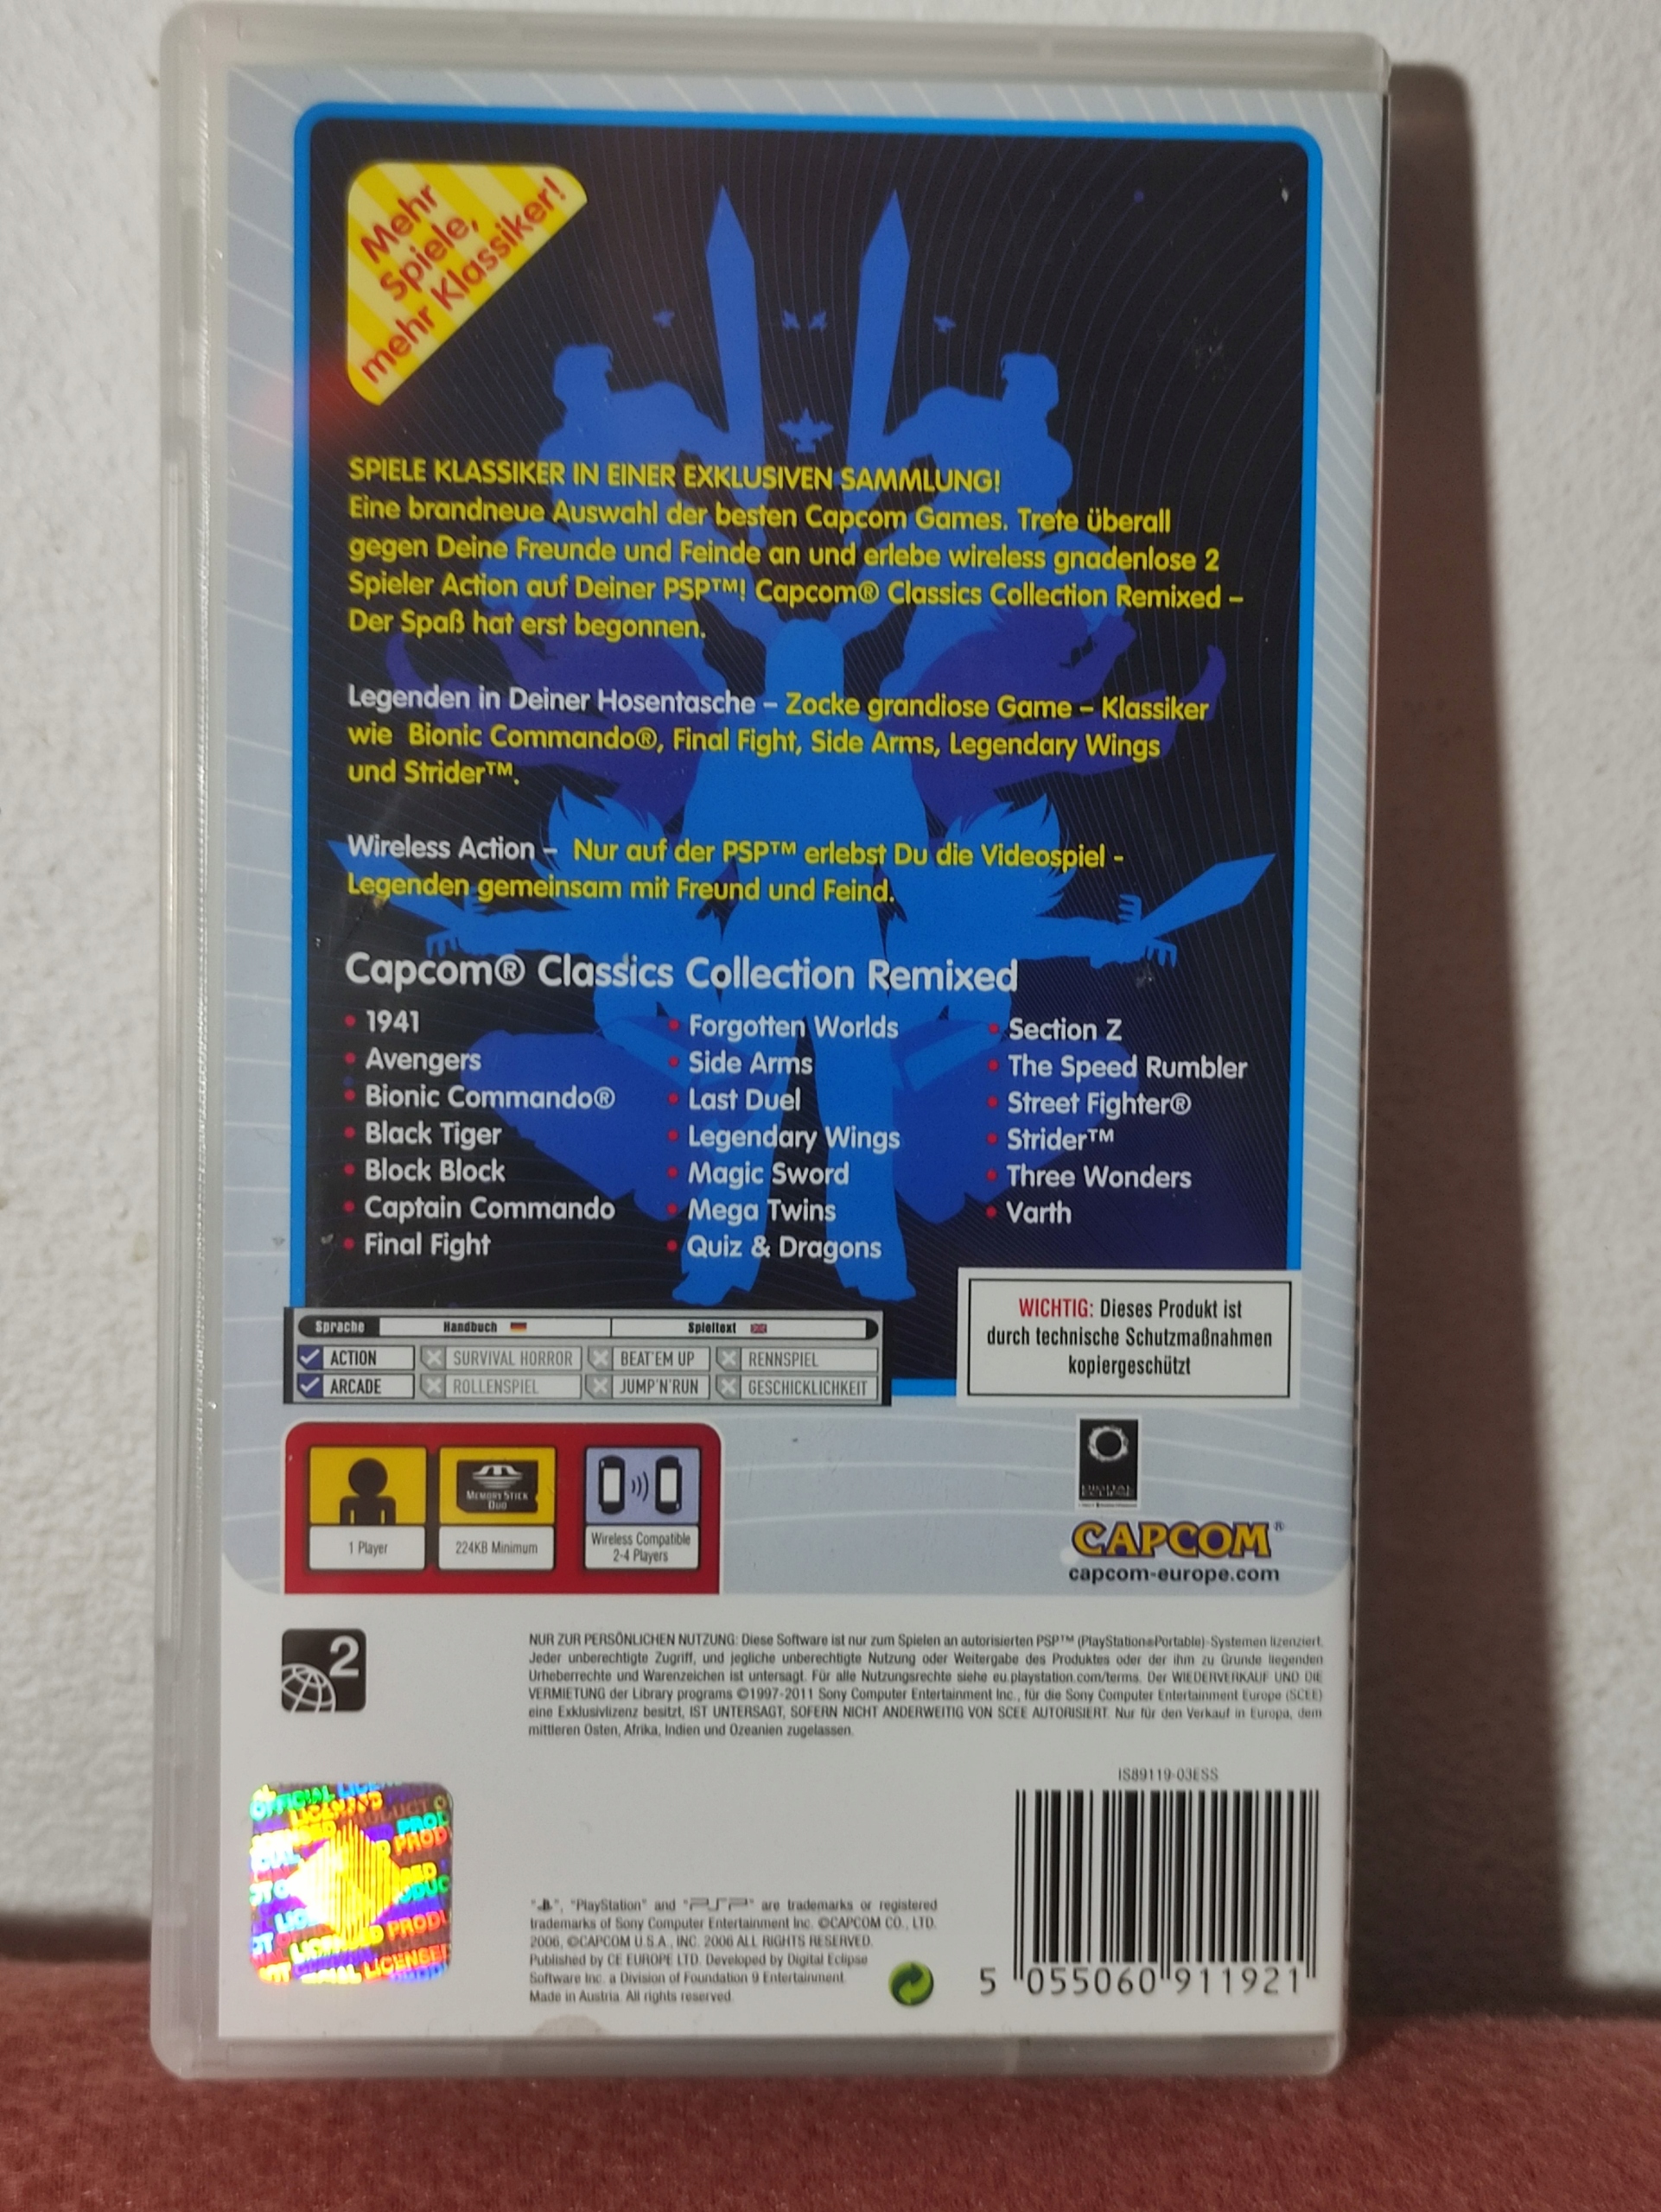 Mehr
Spiele,
mehr Klassiker!
SPIELE KLASSIKER IN EINER EXKLUSIVEN SAMMLUNG!
Eine brandneue Auswahl der besten Capcom Games. Trete überall
gegen Deine Freunde und Feinde an und erlebe wireless gnadenlose 2
Spieler Action auf Deiner PSP™! Capcom® Classics Collection Remixed –
Der Spaß hat erst begonnen.
Legenden in Deiner Hosentasche – Zocke grandiose Game – Klassiker
wie Bionic Commando®, Final Fight, Side Arms, Legendary Wings
und Strider™.
Wireless Action – Nur auf der PSP™ erlebst Du die Videospiel -
Legenden gemeinsam mit Freund und Feind.
Capcom® Classics Collection Remixed
• 1941
• Avengers
• Bionic Commando®
• Black Tiger
• Block Block
• Captain Commando
• Final Fight
• Forgotten Worlds
• Side Arms
• Last Duel
• Legendary Wings
• Magic Sword
• Mega Twins
• Quiz & Dragons
• Section Z
• The Speed Rumbler
• Street Fighter®
• Strider™
• Three Wonders
• Varth
WICHTIG: Dieses Produkt ist
durch technische Schutzmaßnahmen
kopiergeschützt
Sprache Handbuch Spieltext
ACTION SURVIVAL HORROR BEAT'EM UP RENNSPIEL
ARCADE ROLLENSPIEL JUMP'N'RUN GESCHICKLICHKEIT
MEMORY STICK
DUO
1 Player
224KB Minimum
Wireless Compatible
2-4 Players
DIGITAL
ECLIPSE
CAPCOM®
capcom-europe.com
2
NUR ZUR PERSÖNLICHEN NUTZUNG: Diese Software ist nur zum Spielen an autorisierten PSP™ (PlayStation®Portable)-Systemen lizenziert.
Jeder unberechtigte Zugriff, und jegliche unberechtigte Nutzung oder Weitergabe des Produktes oder der ihm zu Grunde liegenden
Urheberrechte und Warenzeichen ist untersagt. Für alle Nutzungsrechte siehe eu.playstation.com/terms. Der WIEDERVERKAUF UND DIE
VERMIETUNG der Library programs ©1997-2011 Sony Computer Entertainment Inc., für die Sony Computer Entertainment Europe (SCEE)
eine Exklusivlizenz besitzt, IST UNTERSAGT, SOFERN NICHT ANDERWEITIG VON SCEE AUTORISIERT. Nur für den Verkauf in Europa, dem
mittleren Osten, Afrika, Indien und Ozeanien zugelassen.
IS89119-03ESS
OFFICIAL LICENSED PRODUCT
"", "PlayStation" and "PSP" are trademarks or registered
trademarks of Sony Computer Entertainment Inc. ©CAPCOM CO., LTD.
2006, ©CAPCOM U.S.A., INC. 2006 ALL RIGHTS RESERVED.
Published by CE EUROPE LTD. Developed by Digital Eclipse
Software Inc. a Division of Foundation 9 Entertainment
Made in Austria. All rights reserved.
5 055060 911921